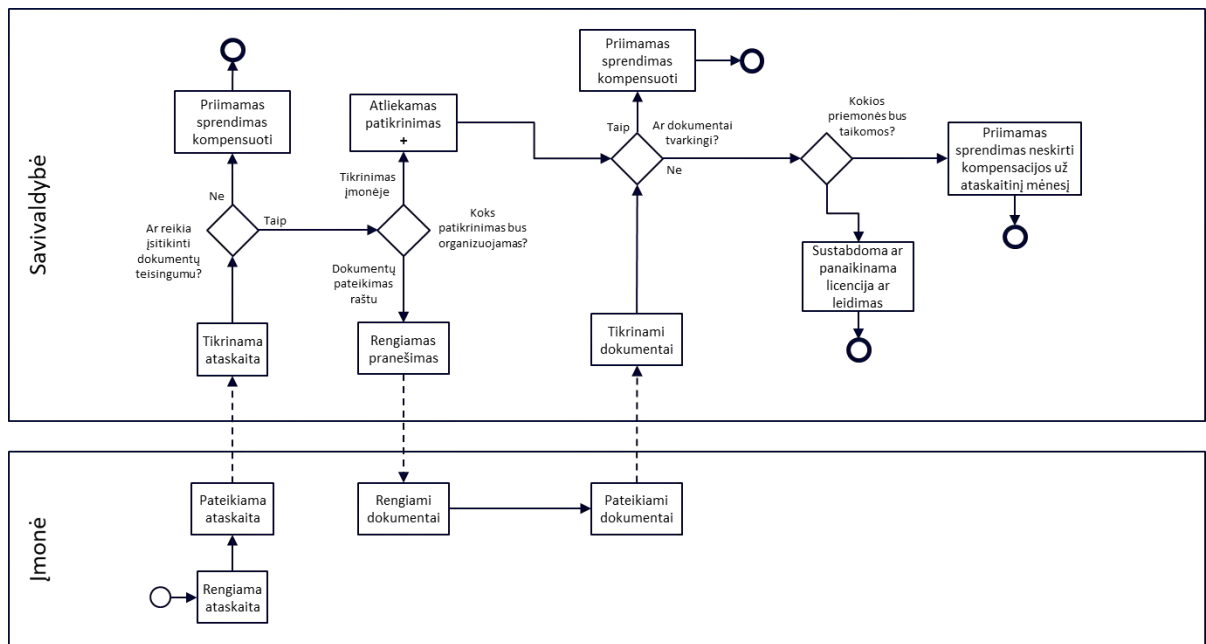 Savivaldybė
Priimamas
sprendimas
kompensuoti
Ne
Ar reikia
įsitikinti
dokumentų
teisingumu?
Taip
Tikrinama
ataskaita
Atliekamas
patikrinimas
+
Tikrinimas
įmonėje
Koks
patikrinimas bus
organizuojamas?
Dokumentų
pateikimas
raštu
Rengiamas
pranešimas
Priimamas
sprendimas
kompensuoti
Taip
Ar dokumentai
tvarkingi?
Ne
Tikrinami
dokumentai
Kokios
priemonės bus
taikomos?
Priimamas
sprendimas neskirti
kompensacijos už
ataskaitinį mėnesį
Sustabdoma ar
panaikinama
licencija ar
leidimas
Įmonė
Pateikiama
ataskaita
Rengiama
ataskaita
Rengiami
dokumentai
Pateikiami
dokumentai